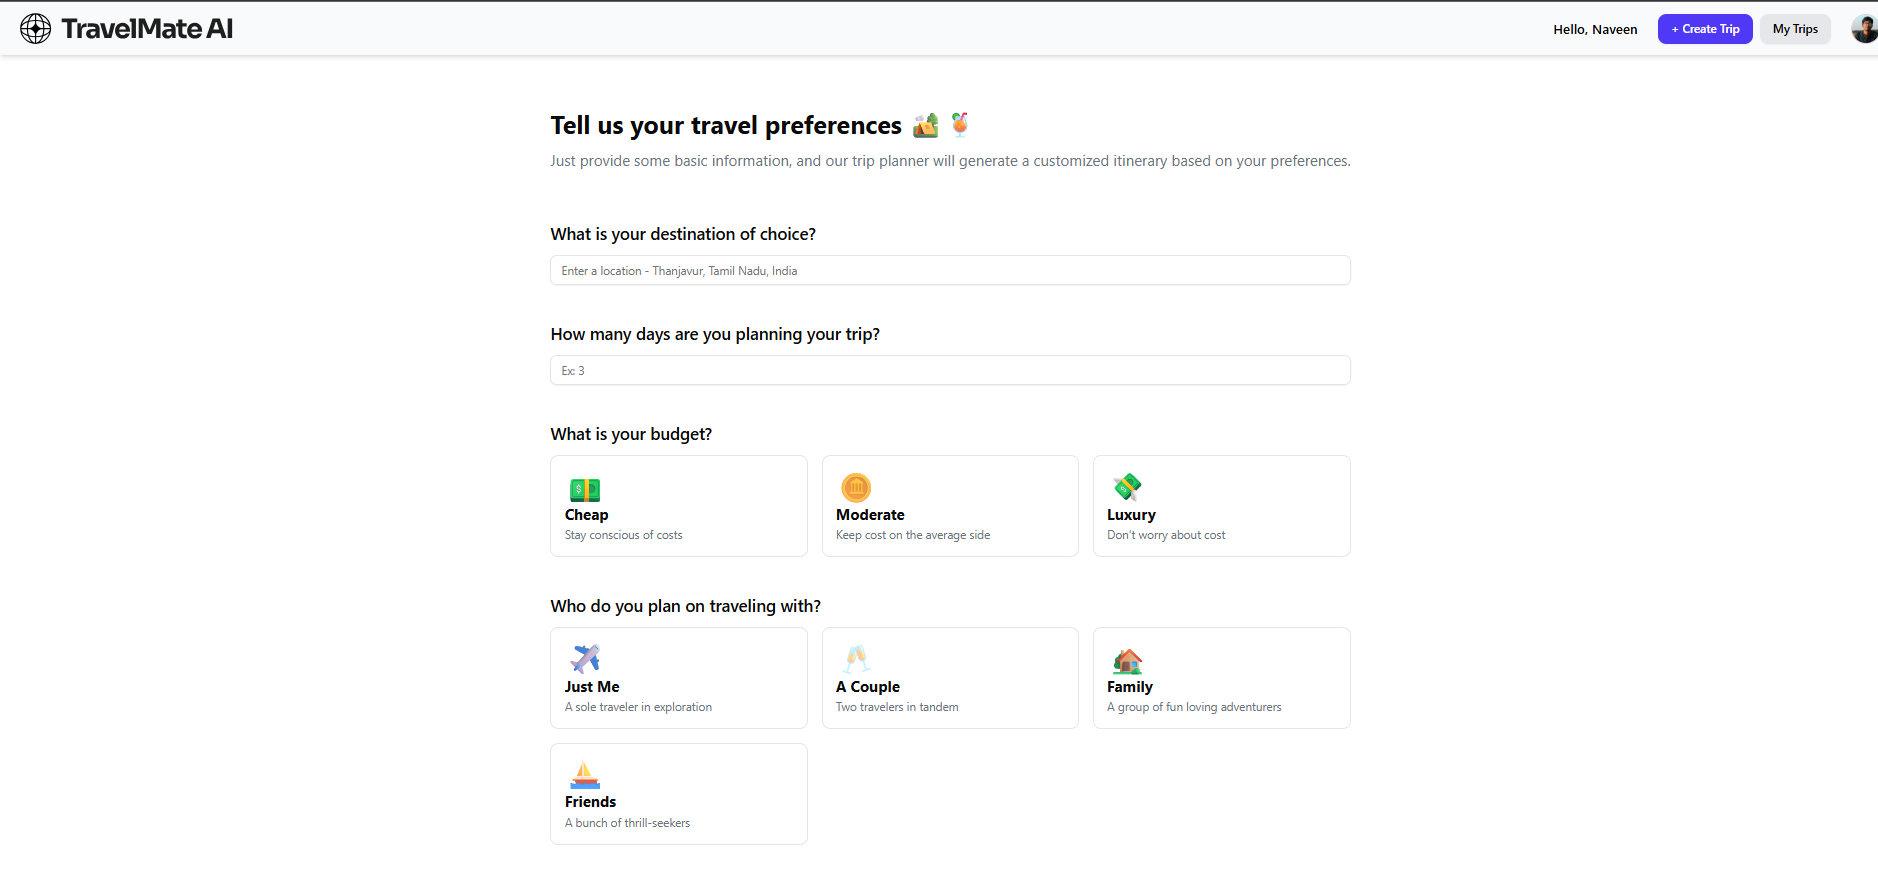 TravelMate AI
Hello, Naveen
+ Create Trip
My Trips
Tell us your travel preferences
Just provide some basic information, and our trip planner will generate a customized itinerary based on your preferences.
What is your destination of choice?
Enter a location - Thanjavur, Tamil Nadu, India
How many days are you planning your trip?
Ex: 3
What is your budget?
Cheap
Stay conscious of costs
Moderate
Keep cost on the average side
Luxury
Don't worry about cost
Who do you plan on traveling with?
Just Me
A sole traveler in exploration
A Couple
Two travelers in tandem
Family
A group of fun loving adventurers
Friends
A bunch of thrill-seekers